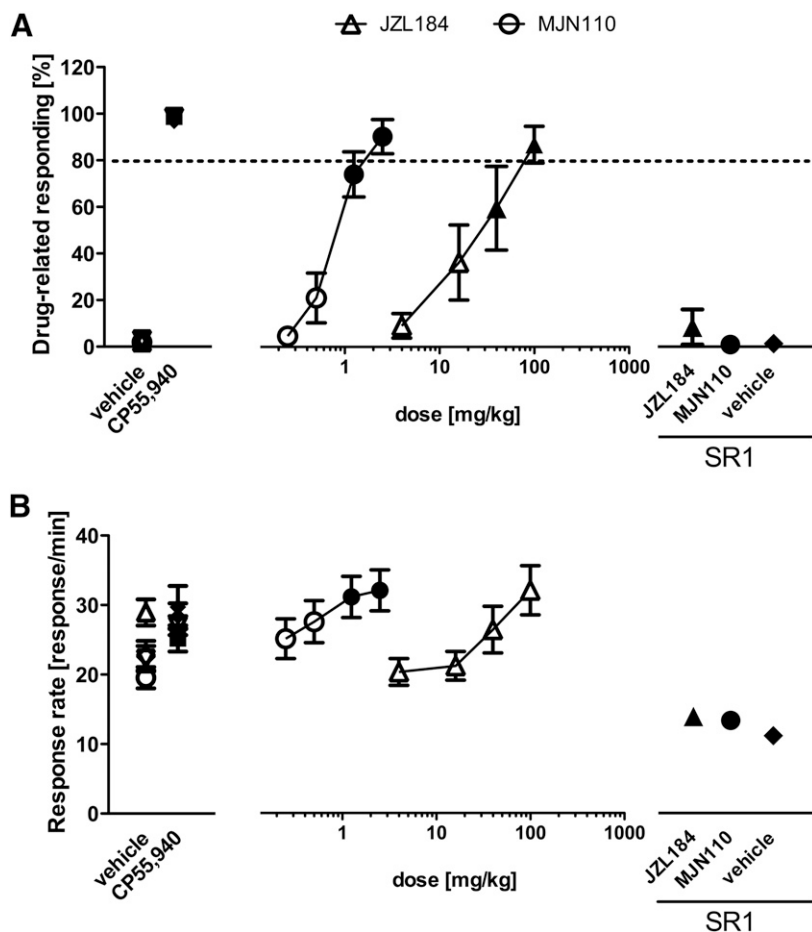 JZL184 MJN110
A
Drug-related responding [%]
120
100
80
60
40
20
0
vehicle
CP55,940
1 10 100 1000
dose [mg/kg]
JZL184
MJN110
vehicle
SR1
B
Response rate [response/min]
40
30
20
10
0
vehicle
CP55,940
1 10 100 1000
dose [mg/kg]
JZL184
MJN110
vehicle
SR1